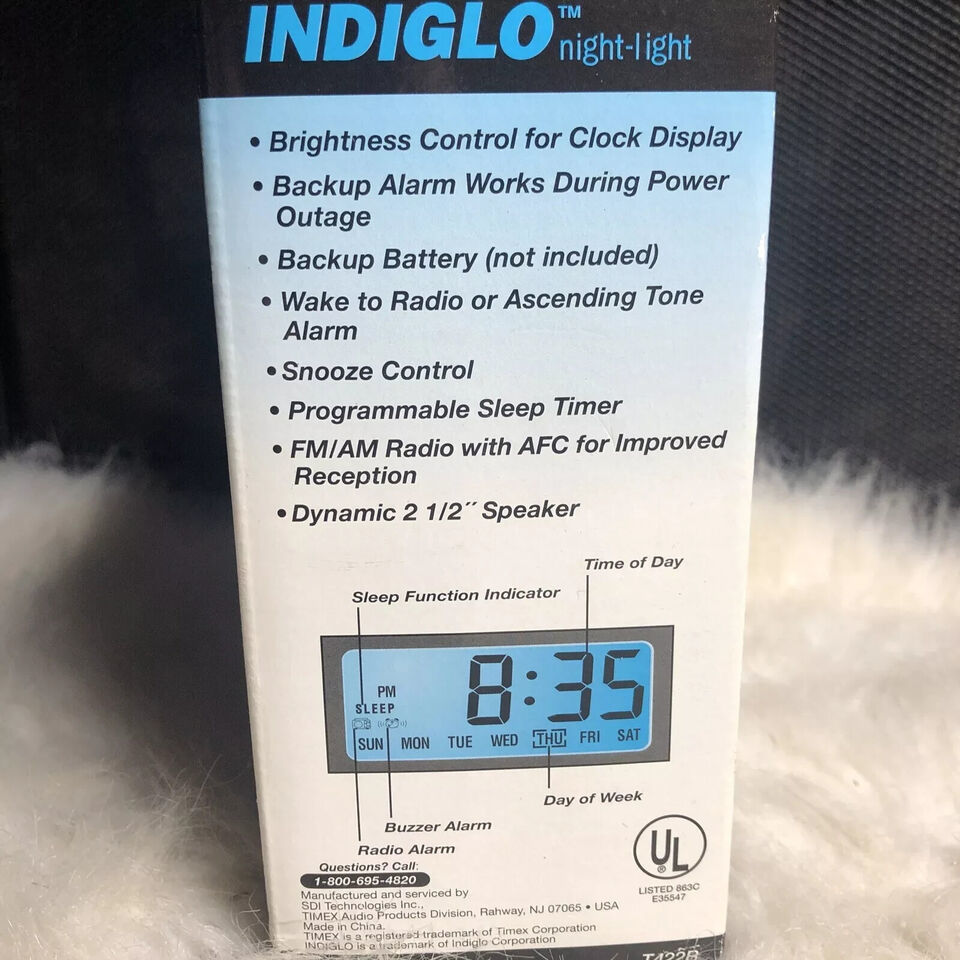 INDIGLO™ night-light
• Brightness Control for Clock Display
• Backup Alarm Works During Power
Outage
• Backup Battery (not included)
• Wake to Radio or Ascending Tone
Alarm
• Snooze Control
• Programmable Sleep Timer
• FM/AM Radio with AFC for Improved
Reception
• Dynamic 2 1/2˝ Speaker
Time of Day
Sleep Function Indicator
PM
8:35
SLEEP
SUN MON TUE WED THU FRI SAT
Day of Week
Buzzer Alarm
Radio Alarm
Questions? Call:
1-800-695-4820
Manufactured and serviced by
SDI Technologies Inc.,
TIMEX Audio Products Division, Rahway, NJ 07065 • USA
Made in China.
TIMEX is a registered trademark of Timex Corporation
INDIGLO is a trademark of Indiglo Corporation
UL
®
LISTED 863C
E35547